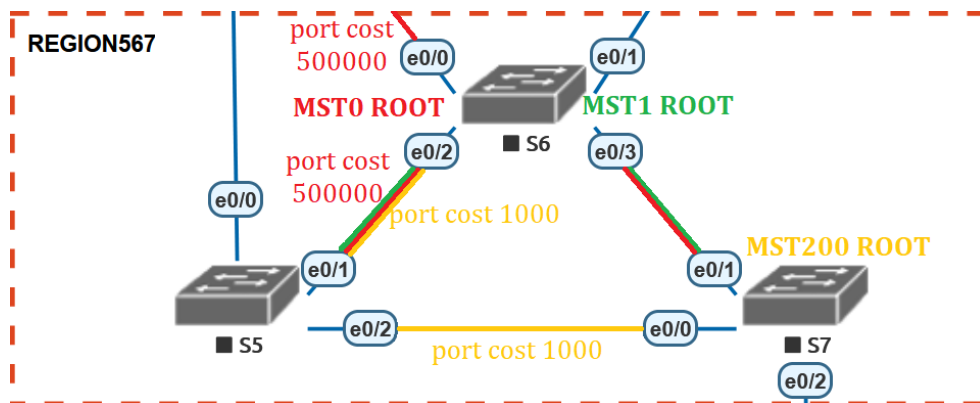 REGION567
port cost
500000
e0/0
e0/1
MST0 ROOT
MST1 ROOT
S6
e0/2
e0/3
port cost
500000
port cost 1000
e0/0
MST200 ROOT
e0/1
e0/1
e0/2
e0/0
S5
port cost 1000
S7
e0/2